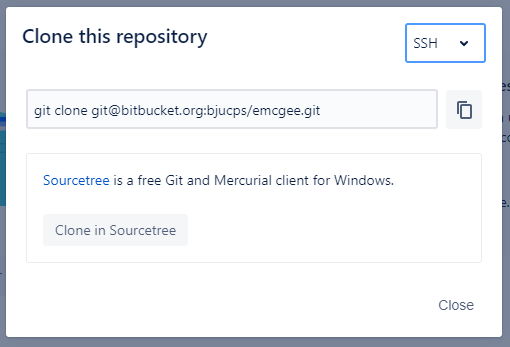 Clone this repository
SSH
git clone git@bitbucket.org:bjucps/emcgee.git
Sourcetree is a free Git and Mercurial client for Windows.
Clone in Sourcetree
Close